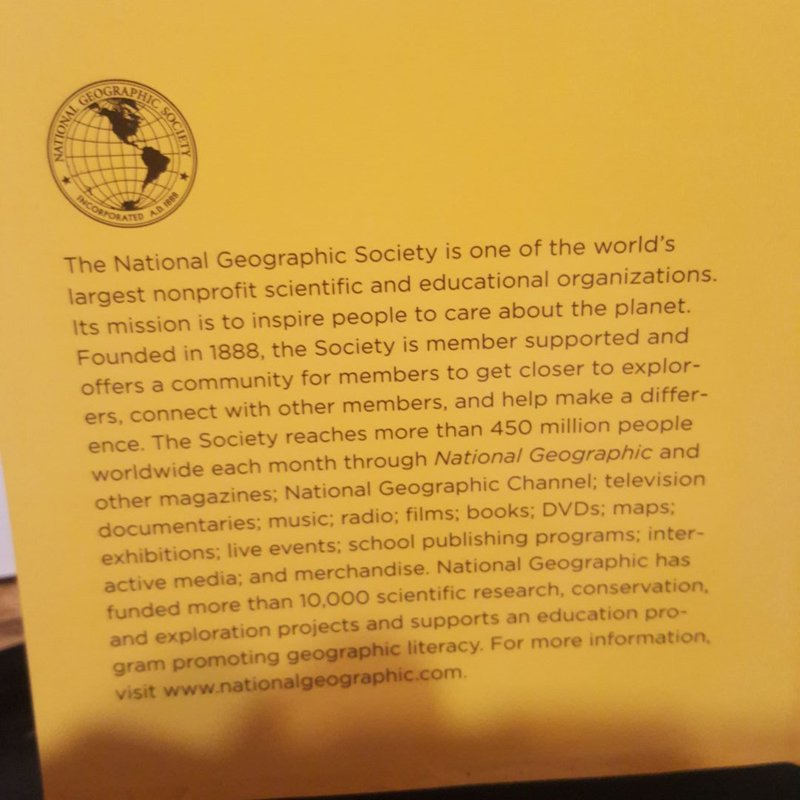 NATIONAL GEOGRAPHIC SOCIETY
INCORPORATED A.D. 1888
The National Geographic Society is one of the world's
largest nonprofit scientific and educational organizations.
Its mission is to inspire people to care about the planet.
Founded in 1888, the Society is member supported and
offers a community for members to get closer to explor-
ers, connect with other members, and help make a differ-
ence. The Society reaches more than 450 million people
worldwide each month through National Geographic and
other magazines; National Geographic Channel; television
documentaries; music; radio; films; books; DVDs; maps;
exhibitions; live events; school publishing programs; inter-
active media; and merchandise. National Geographic has
funded more than 10,000 scientific research, conservation,
and exploration projects and supports an education pro-
gram promoting geographic literacy. For more information,
visit www.nationalgeographic.com.